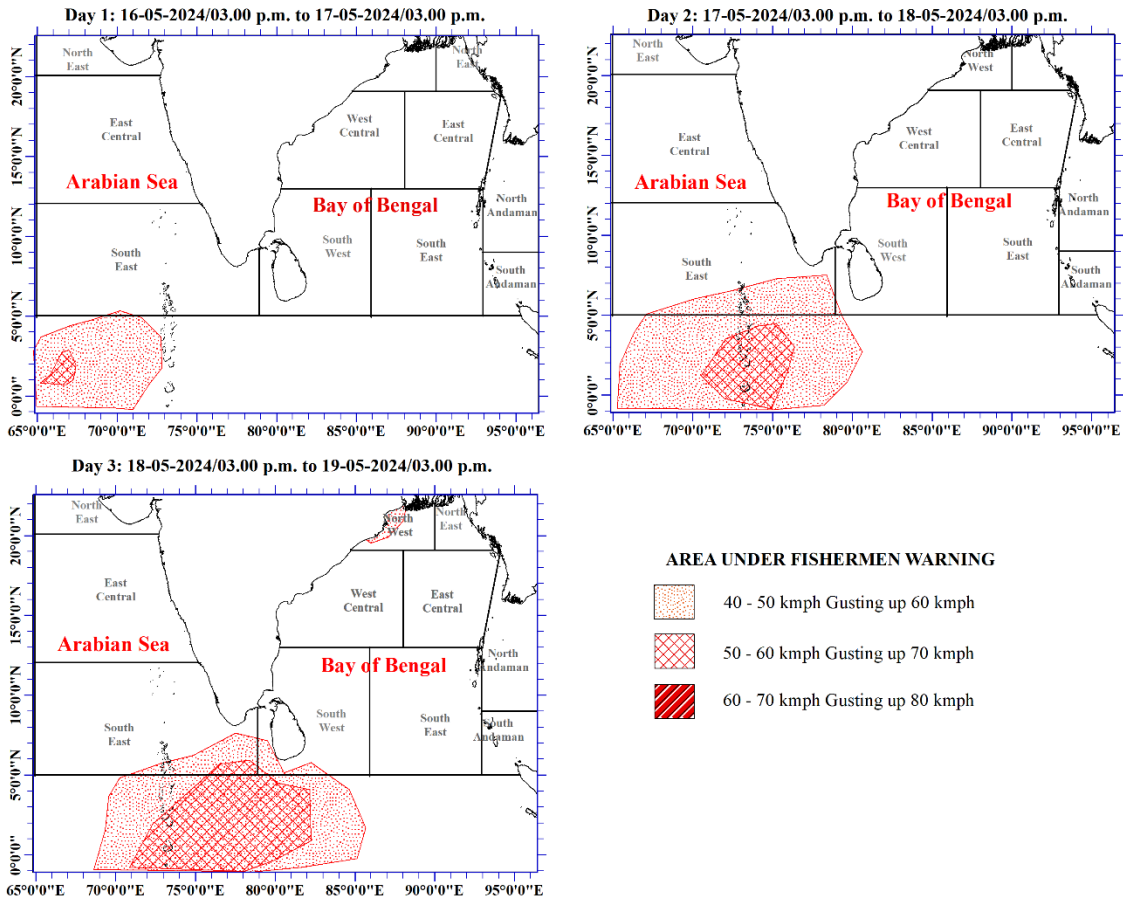 Day 1: 16-05-2024/03.00 p.m. to 17-05-2024/03.00 p.m.
North
East
North
East
East
Central
West
Central
East
Central
Arabian Sea
Bay of Bengal
North
Andaman
South
East
South
West
South
East
South
Andaman
20°0'0"N
15°0'0"N
10°0'0"N
5°0'0"N
0°0'0"
65°0'0"E 70°0'0"E 75°0'0"E 80°0'0"E 85°0'0"E 90°0'0"E 95°0'0"E
Day 2: 17-05-2024/03.00 p.m. to 18-05-2024/03.00 p.m.
North
East
North
West
East
Central
West
Central
East
Central
Arabian Sea
Bay of Bengal
North
Andaman
South
East
South
West
South
East
South
Andaman
20°0'0"N
15°0'0"N
10°0'0"N
5°0'0"N
0°0'0"
65°0'0"E 70°0'0"E 75°0'0"E 80°0'0"E 85°0'0"E 90°0'0"E 95°0'0"E
Day 3: 18-05-2024/03.00 p.m. to 19-05-2024/03.00 p.m.
North
East
North
West
North
East
East
Central
West
Central
East
Central
Arabian Sea
Bay of Bengal
North
Andaman
South
East
South
West
South
East
South
Andaman
20°0'0"N
15°0'0"N
10°0'0"N
5°0'0"N
0°0'0"
65°0'0"E 70°0'0"E 75°0'0"E 80°0'0"E 85°0'0"E 90°0'0"E 95°0'0"E
AREA UNDER FISHERMEN WARNING
40 - 50 kmph Gusting up 60 kmph
50 - 60 kmph Gusting up 70 kmph
60 - 70 kmph Gusting up 80 kmph